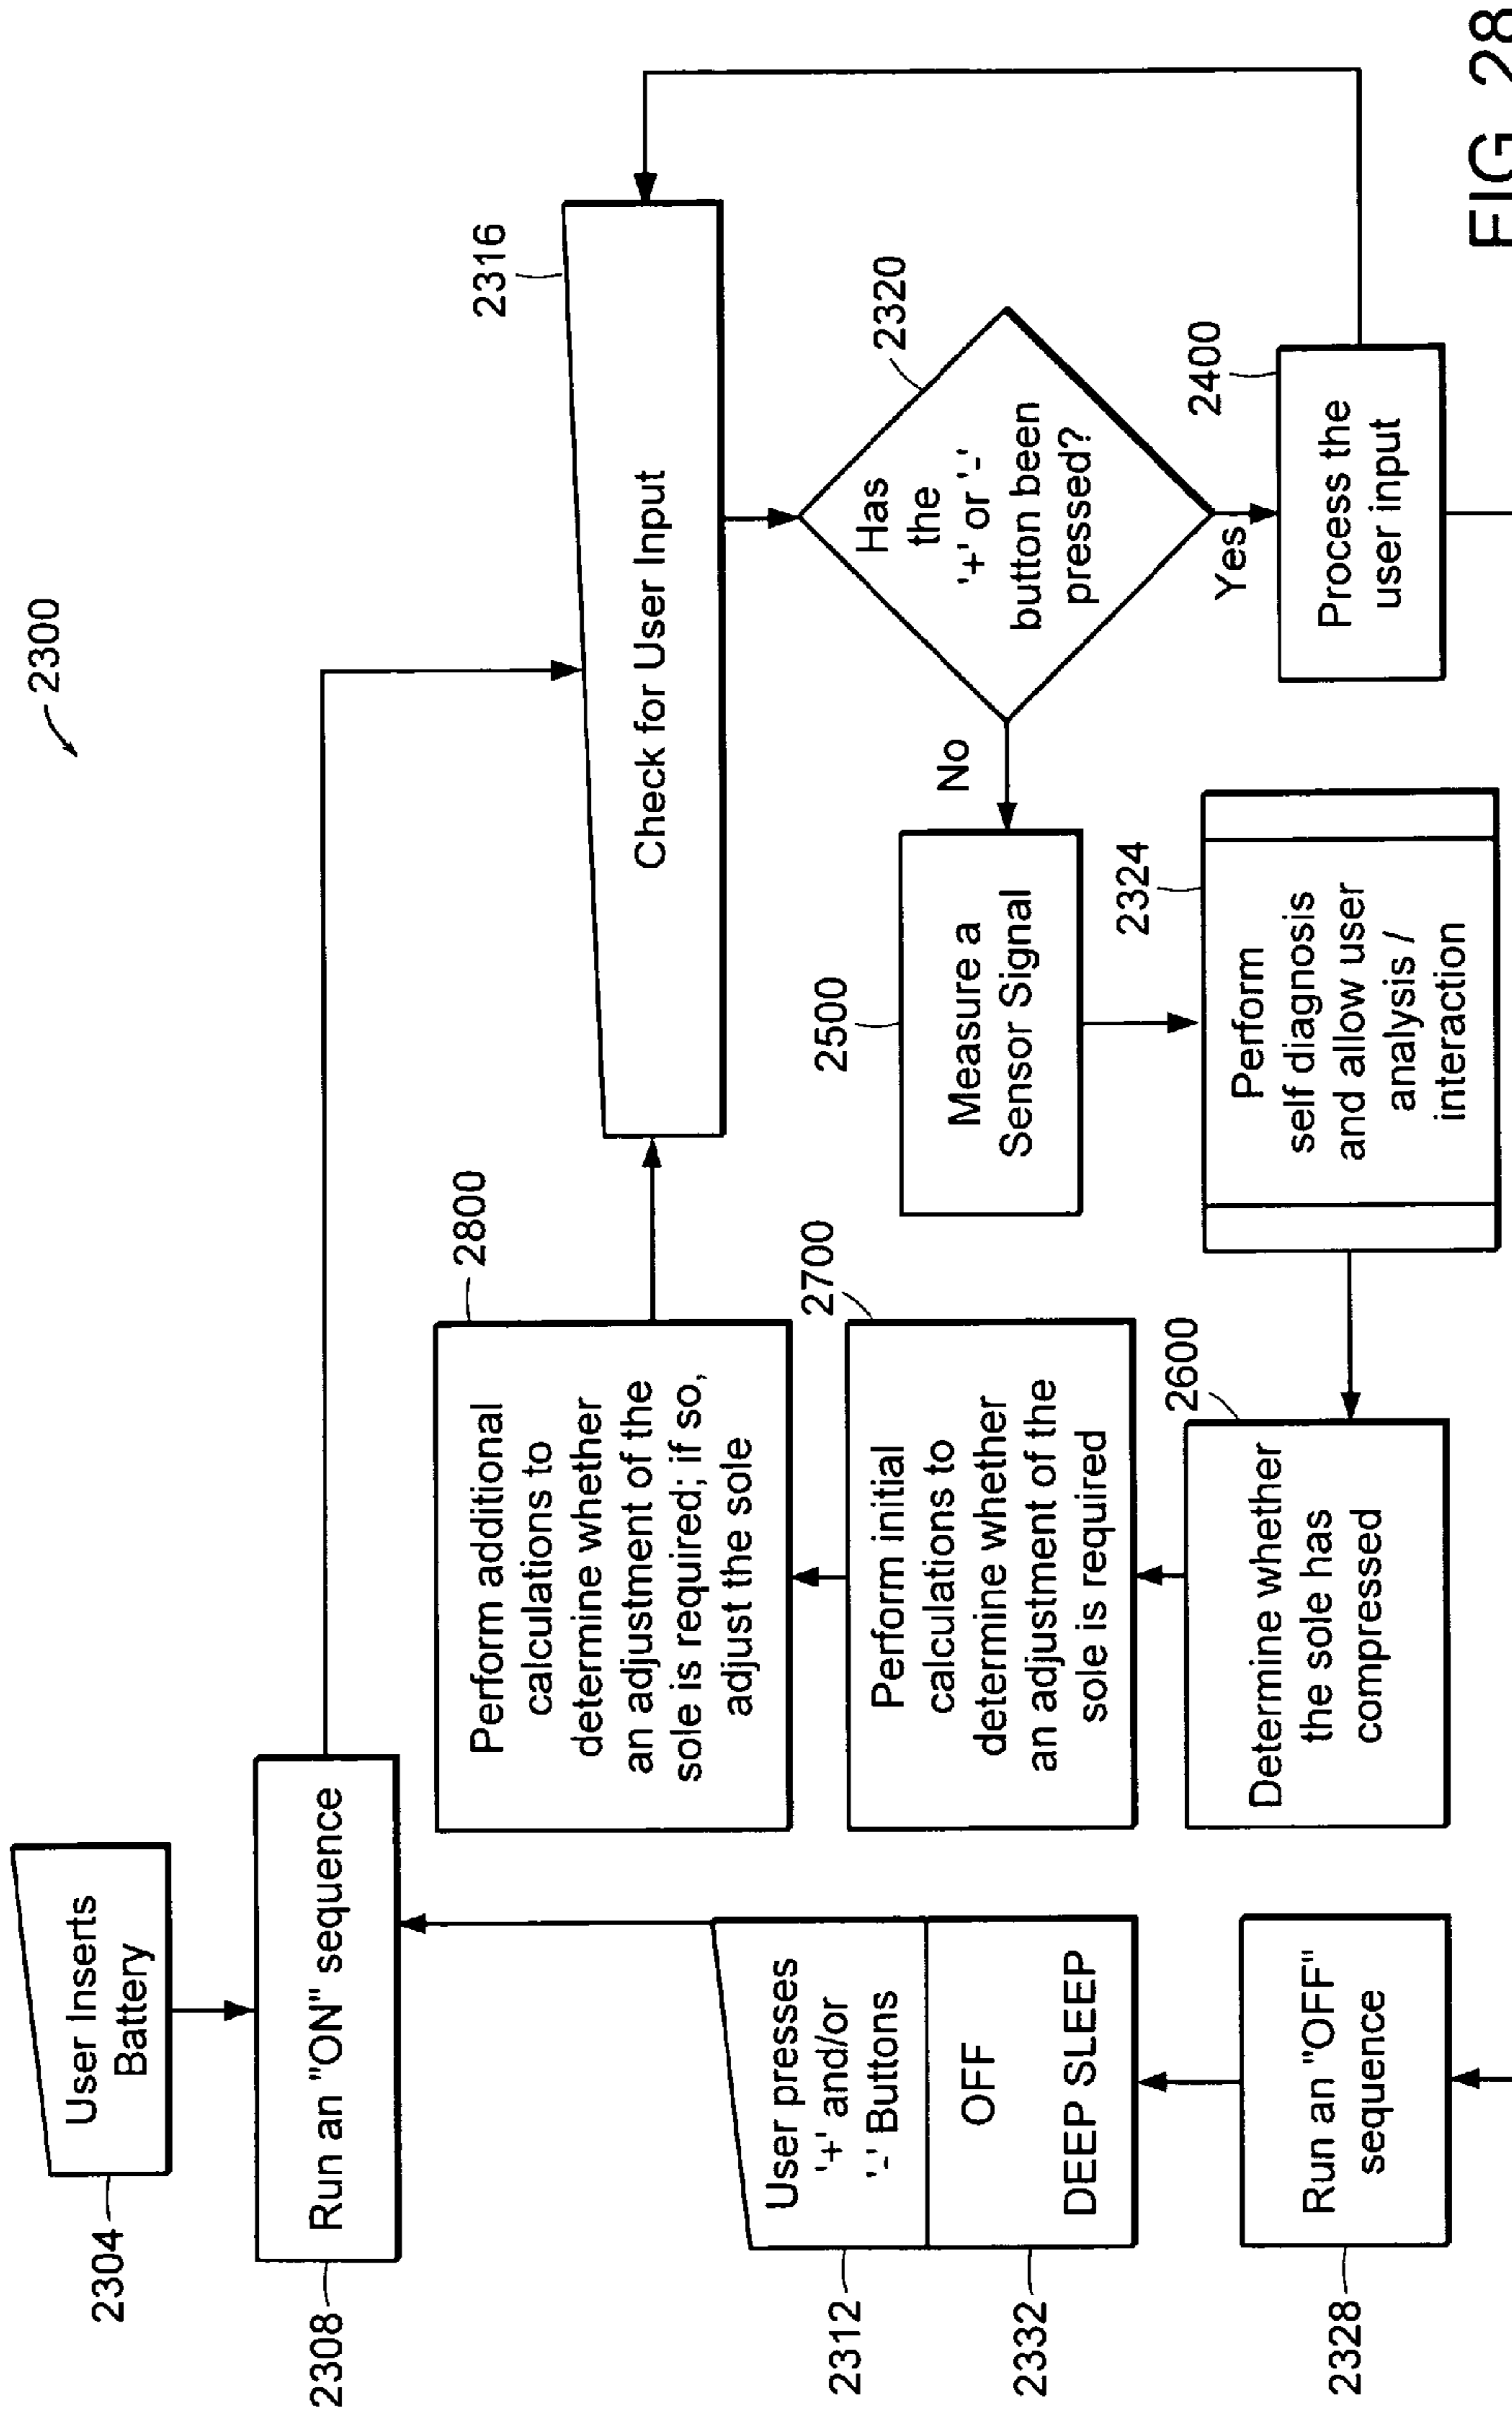 2300
2304
User Inserts
Battery
2308
Run an "ON" sequence
2312
User presses
'+' and/or
'-' Buttons
2332
OFF
DEEP SLEEP
2328
Run an "OFF"
sequence
2800
Perform additional
calculations to
determine whether
an adjustment of the
sole is required; if so,
adjust the sole
2700
Perform initial
calculations to
determine whether
an adjustment of the
sole is required
2600
Determine whether
the sole has
compressed
2316
Check for User Input
2320
Has
the
'+' or '-'
button been
pressed?
No
Yes
2500
Measure a
Sensor Signal
2324
Perform
self diagnosis
and allow user
analysis /
interaction
2400
Process the
user input
FIG. 28